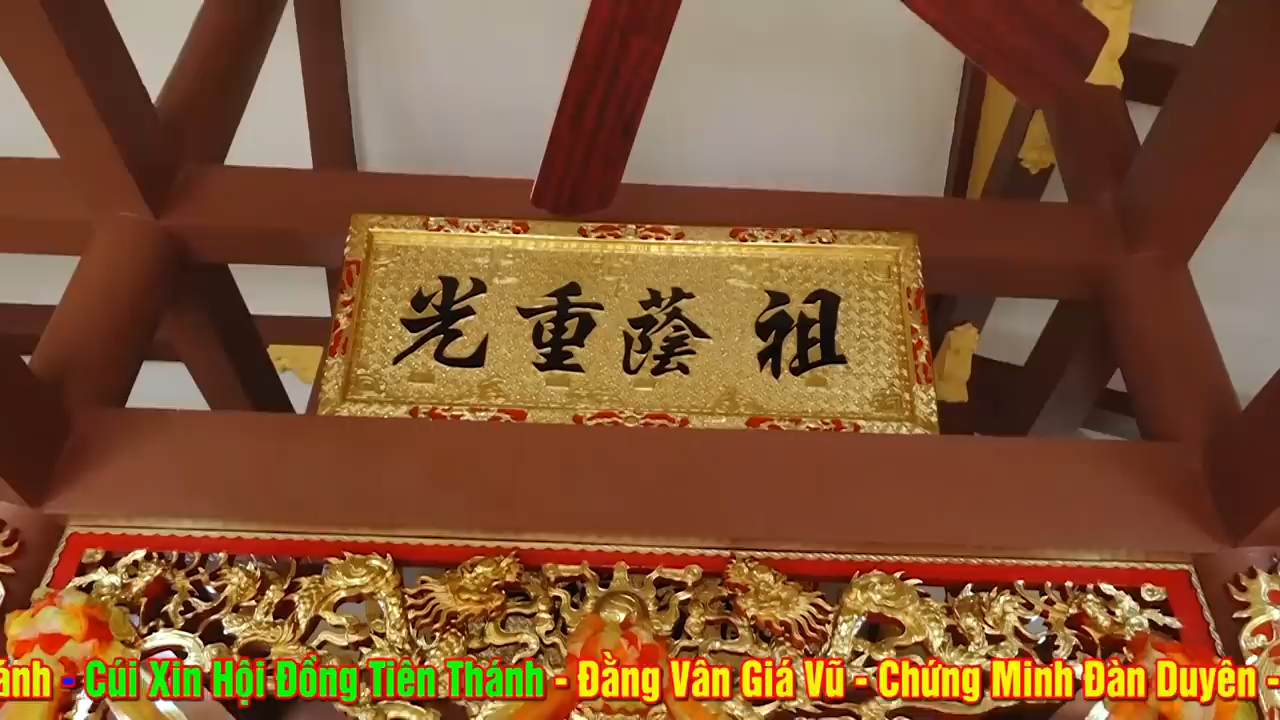 光重蔭祖
ánh - Cúi Xin Hội Đồng Tiên Thánh - Đằng Vân Giá Vũ - Chứng Minh Đàn Duyên -